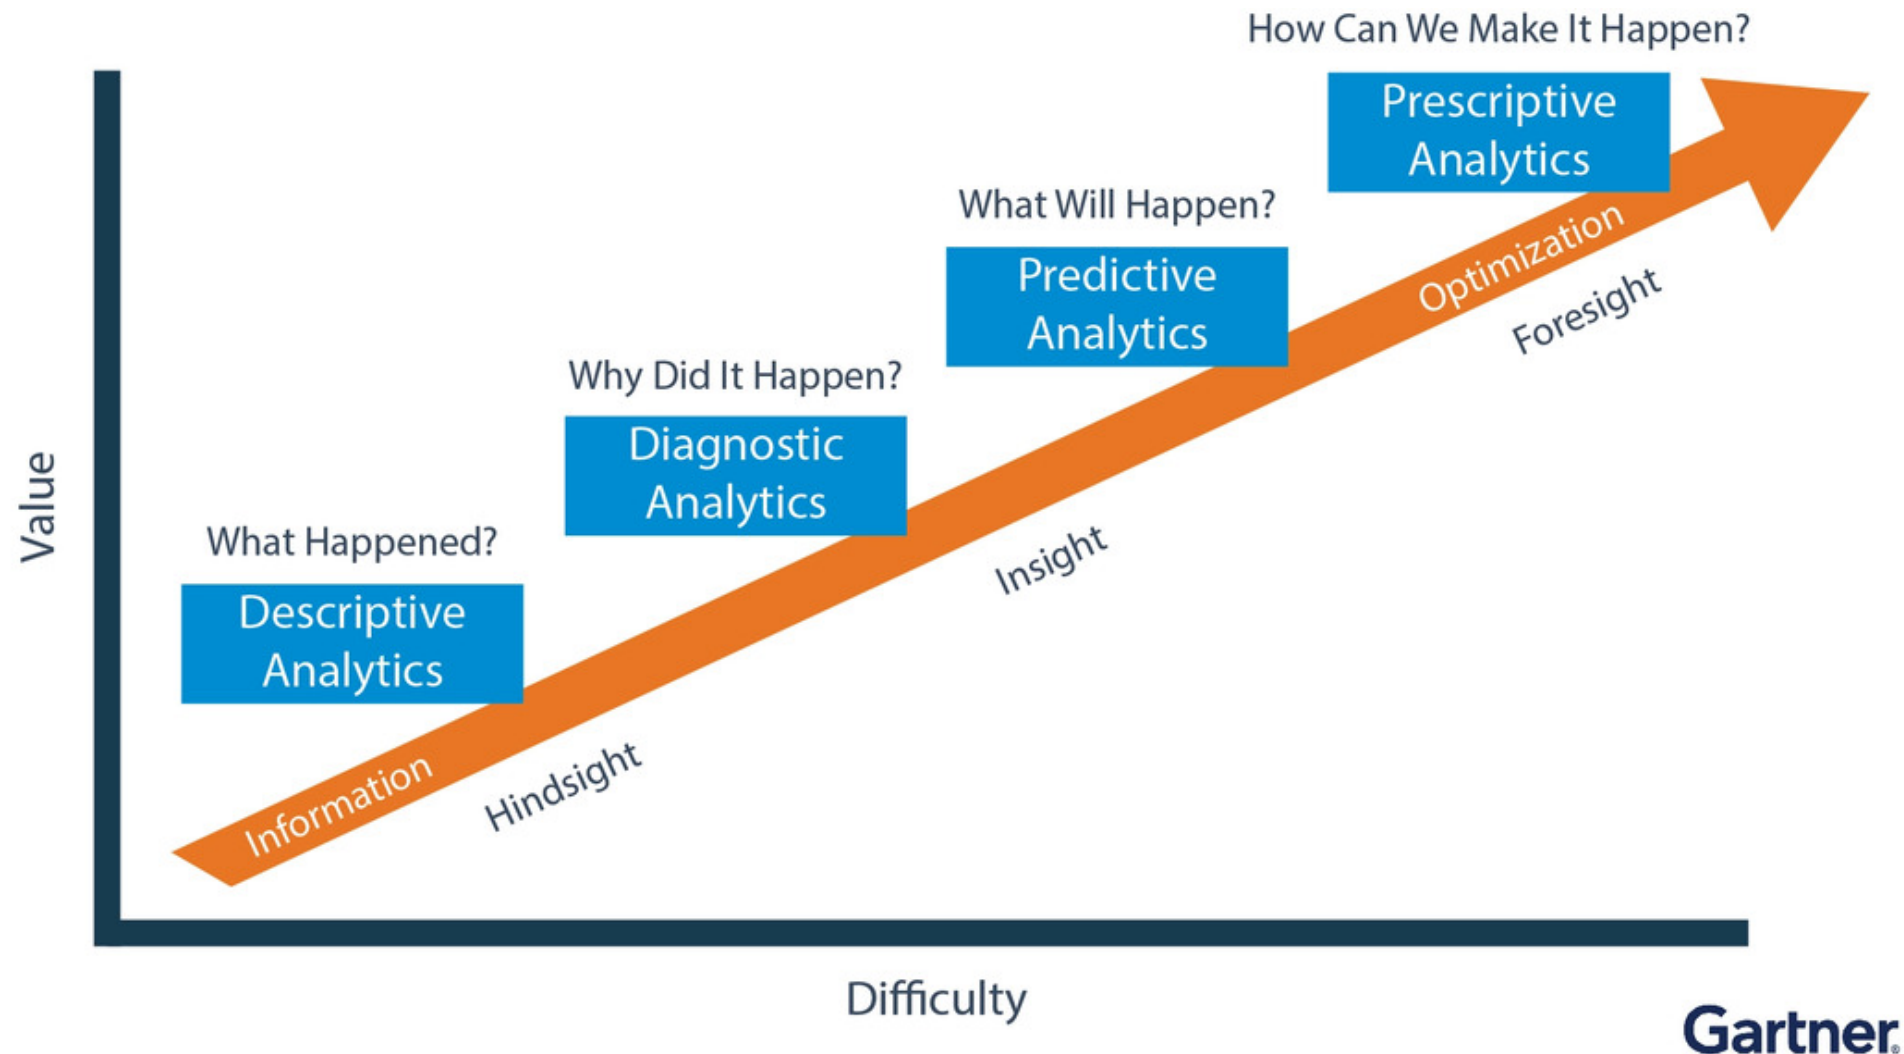 How Can We Make It Happen?
Prescriptive
Analytics
What Will Happen?
Predictive
Analytics
Optimization
Foresight
Why Did It Happen?
Diagnostic
Analytics
Insight
What Happened?
Descriptive
Analytics
Information
Hindsight
Value
Difficulty
Gartner®